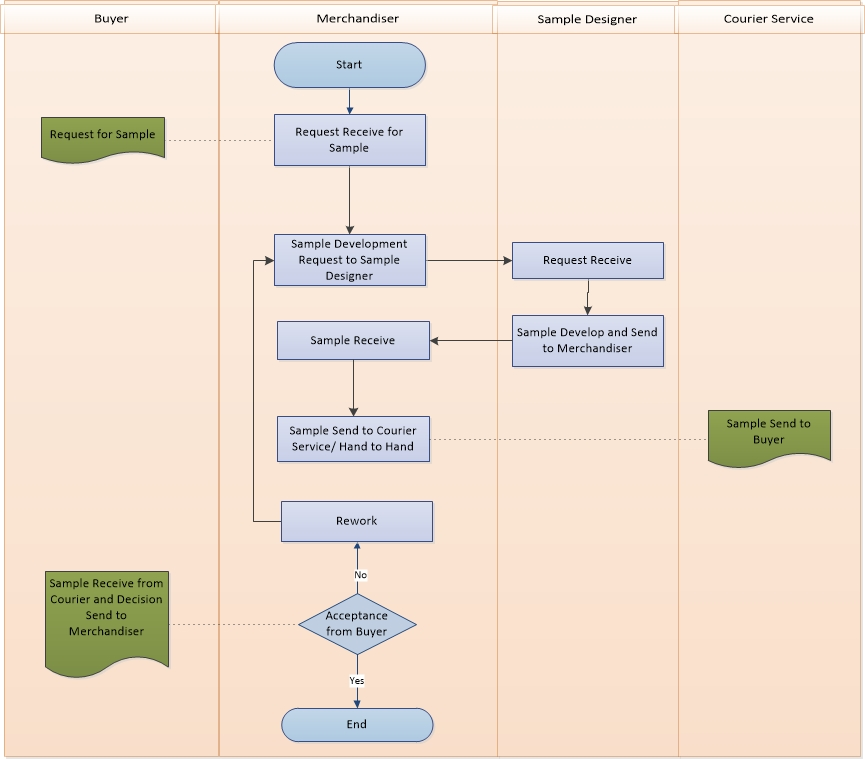 Buyer
Merchandiser
Sample Designer
Courier Service
Start
Request for Sample
Request Receive for
Sample
Sample Development
Request to Sample
Designer
Request Receive
Sample Develop and Send
to Merchandiser
Sample Receive
Sample Send to Courier
Service/ Hand to Hand
Sample Send to
Buyer
Rework
No
Sample Receive from
Courier and Decision
Send to
Merchandiser
Acceptance
from Buyer
Yes
End